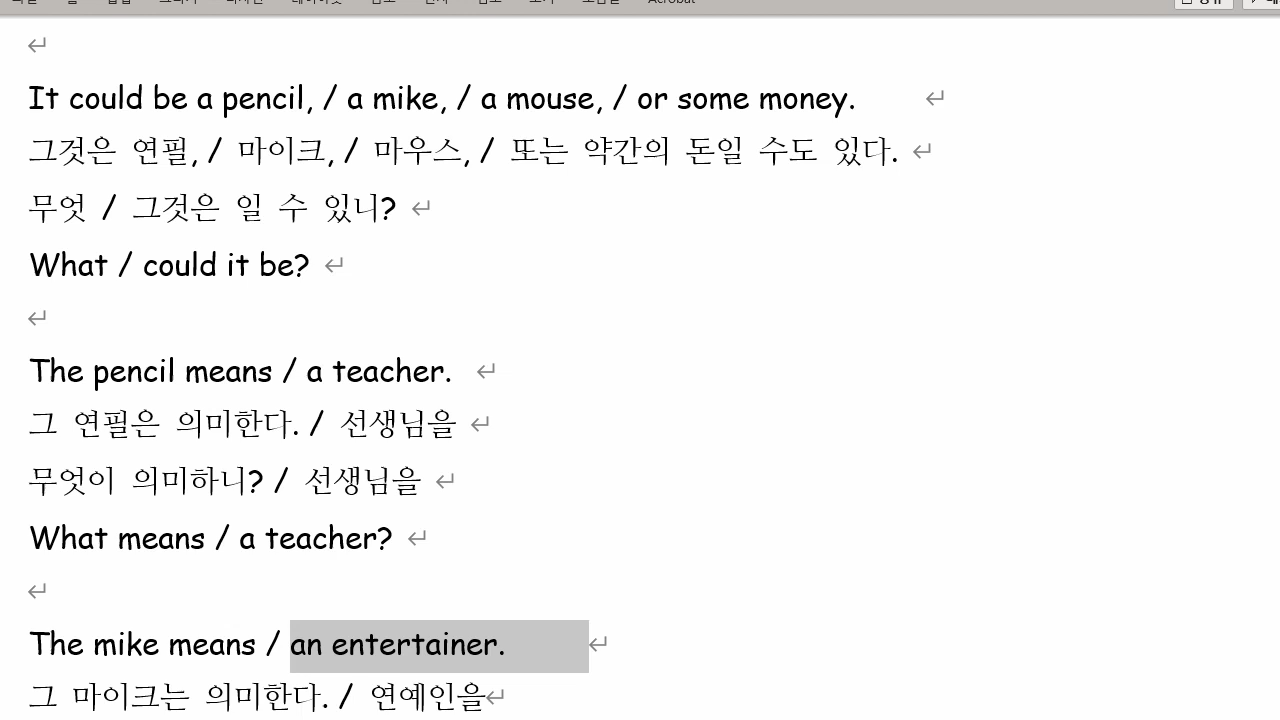 Acrobat
It could be a pencil, / a mike, / a mouse, / or some money.
그것은 연필, / 마이크, / 마우스, / 또는 약간의 돈일 수도 있다.
무엇 / 그것은 일 수 있니?
What / could it be?
The pencil means / a teacher.
그 연필은 의미한다. / 선생님을
무엇이 의미하니? / 선생님을
What means / a teacher?
The mike means / an entertainer.
그 마이크는 의미한다. / 연예인을